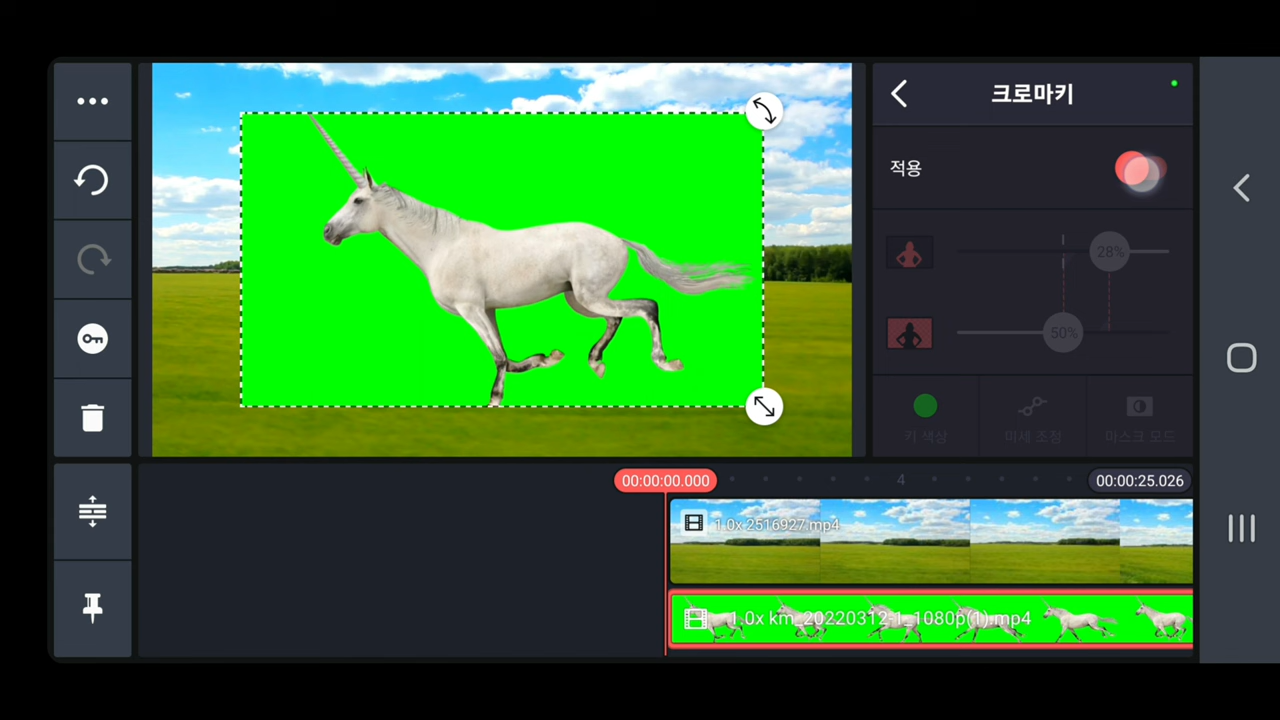 크로마키
적용
28%
50%
키 색상
미세 조정
마스크 모드
00:00:00.000
4
00:00:25.026
1.0x 2516927.mp4
1.0x km_20220312-1_1080p(1).mp4